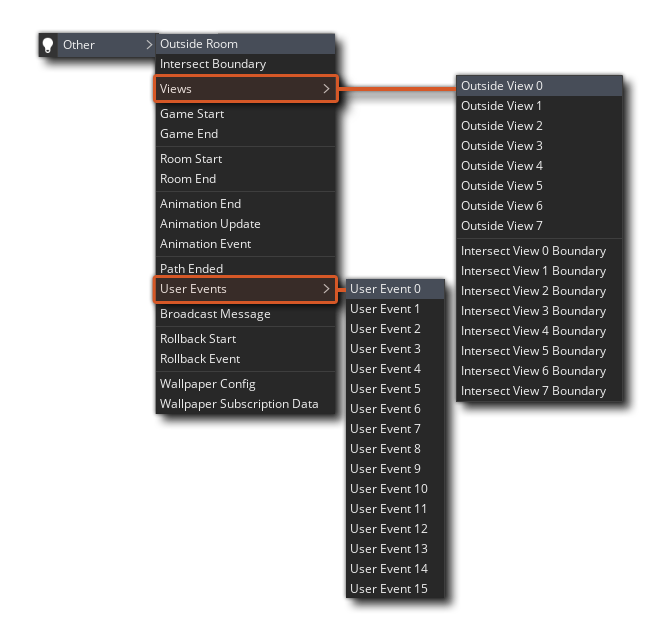 Other
Outside Room
Intersect Boundary
Views
Game Start
Game End
Room Start
Room End
Animation End
Animation Update
Animation Event
Path Ended
User Events
Broadcast Message
Rollback Start
Rollback Event
Wallpaper Config
Wallpaper Subscription Data
Outside View 0
Outside View 1
Outside View 2
Outside View 3
Outside View 4
Outside View 5
Outside View 6
Outside View 7
Intersect View 0 Boundary
Intersect View 1 Boundary
Intersect View 2 Boundary
Intersect View 3 Boundary
Intersect View 4 Boundary
Intersect View 5 Boundary
Intersect View 6 Boundary
Intersect View 7 Boundary
User Event 0
User Event 1
User Event 2
User Event 3
User Event 4
User Event 5
User Event 6
User Event 7
User Event 8
User Event 9
User Event 10
User Event 11
User Event 12
User Event 13
User Event 14
User Event 15